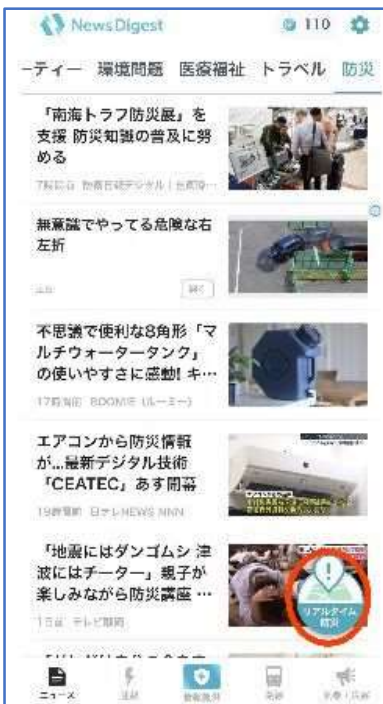 NewsDigest
110
ーティー 環境問題 医療福祉 トラベル 防災
「南海トラフ防災展」を
支援 防災知識の普及に努
める
無意識でやってる危険な右
左折
不思議で便利な8角形「マ
ルチウォータータンク」
の使いやすさに感動! キ…
17時間前 ROOMIE (ルーミー)
エアコンから防災情報
が...最新デジタル技術
「CEATEC」あす開幕
19時間前 日テレNEWS NNN
「地震にはダンゴムシ 津
波にはチーター」親子が
楽しみながら防災講座 …
リアルタイム
防災
ニュース